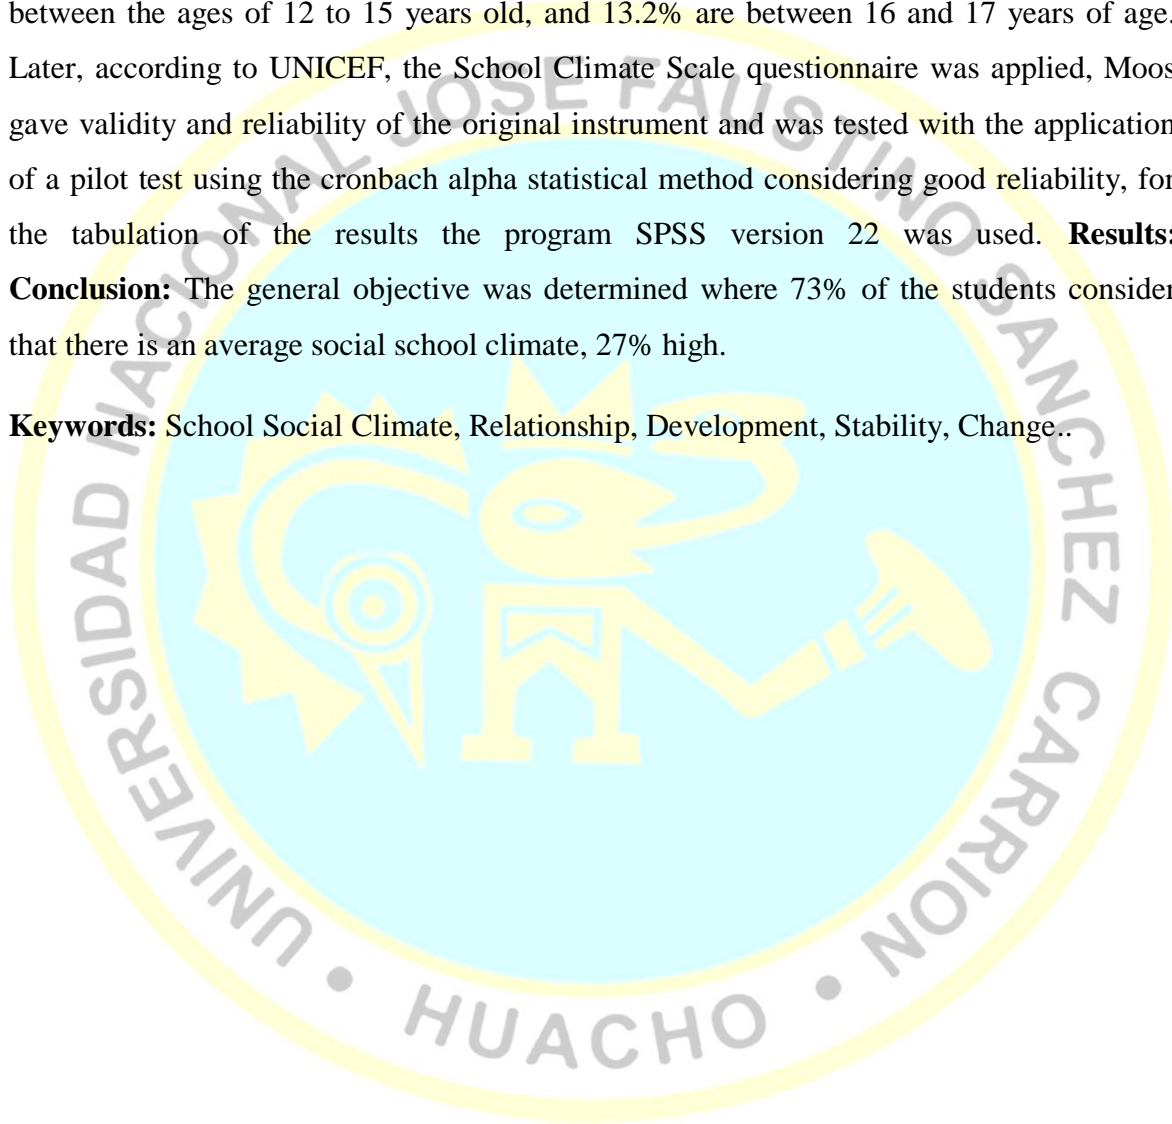 between the ages of 12 to 15 years old, and 13.2% are between 16 and 17 years of age.
Later, according to UNICEF, the School Climate Scale questionnaire was applied, Moos
gave validity and reliability of the original instrument and was tested with the application
of a pilot test using the cronbach alpha statistical method considering good reliability, for
the tabulation of the results the program SPSS version 22 was used. Results:
Conclusion: The general objective was determined where 73% of the students consider
that there is an average social school climate, 27% high.
Keywords: School Social Climate, Relationship, Development, Stability, Change..
UNIVERSIDAD NACIONAL JOSE FAUSTINO SANCHEZ CARRION
• HUACHO •